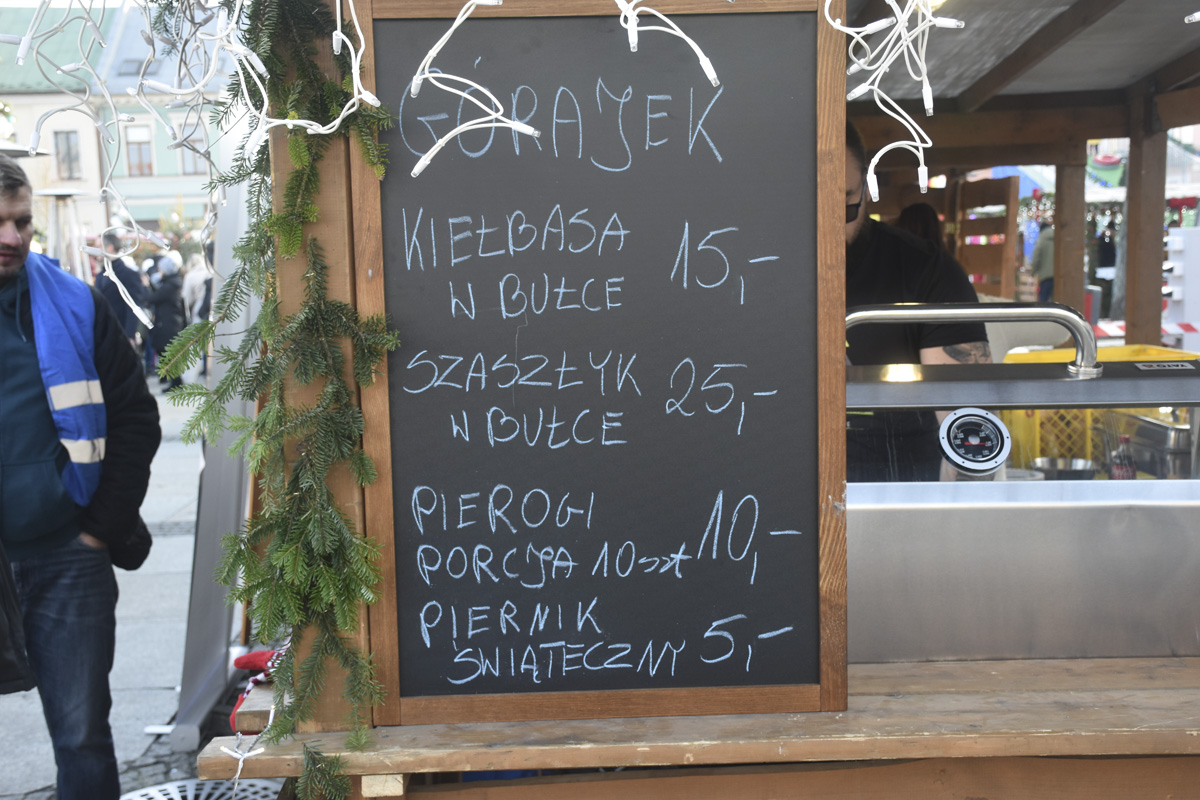 GÓRAJEK
KIEŁBASA 15,-
W BUŁCE
SZASZŁYK 25,-
W BUŁCE
PIEROGI
PORCJA 10szt 10,-
PIERNIK
ŚWIĄTECZNY 5,-